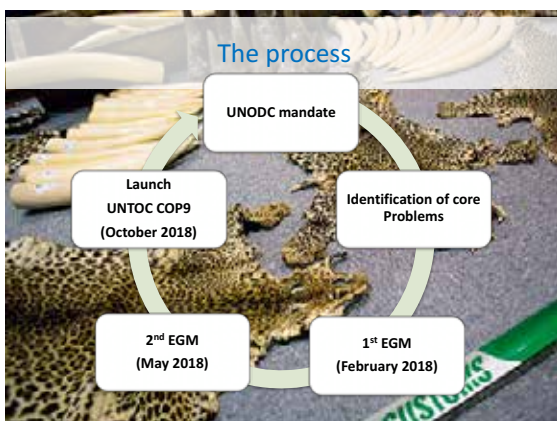 The process
UNODC mandate
Identification of core
Problems
1st EGM
(February 2018)
2nd EGM
(May 2018)
Launch
UNTOC COP9
(October 2018)
CUSTOMS